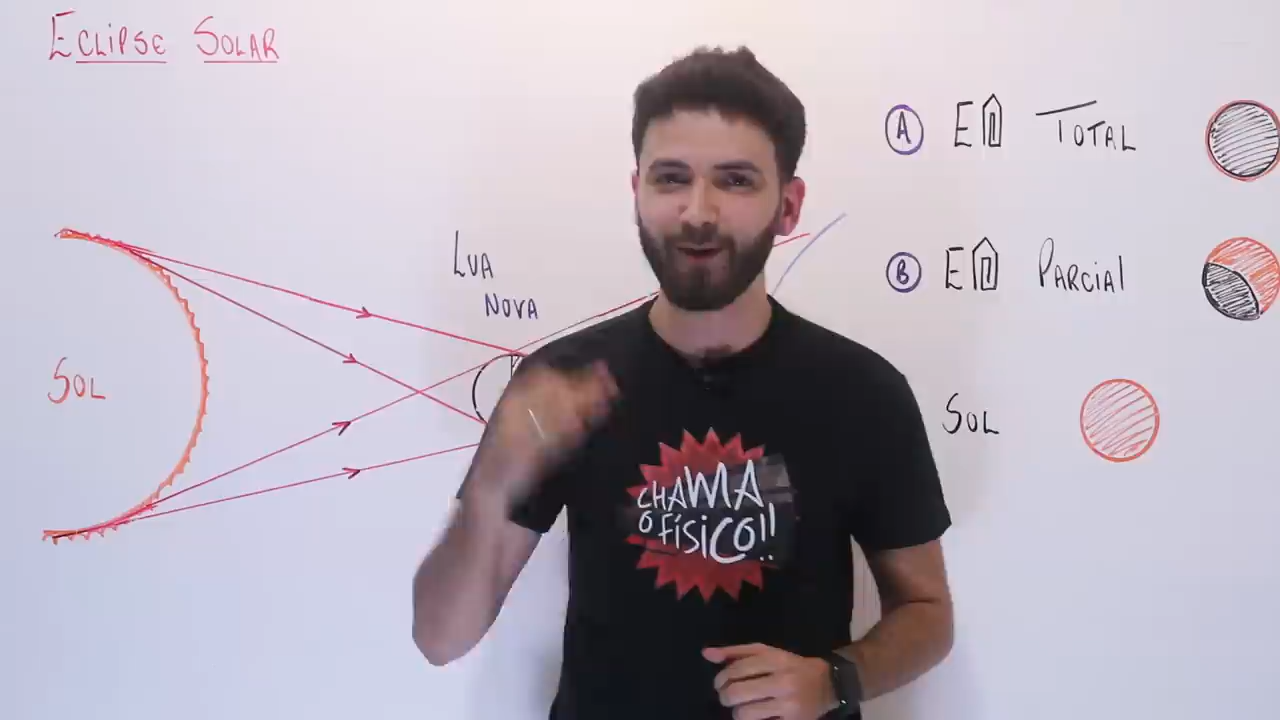 Eclipse Solar
Sol
Lua
Nova
A E TOTAL
B E Parcial
Sol
CHAMA
O FÍSICO!!